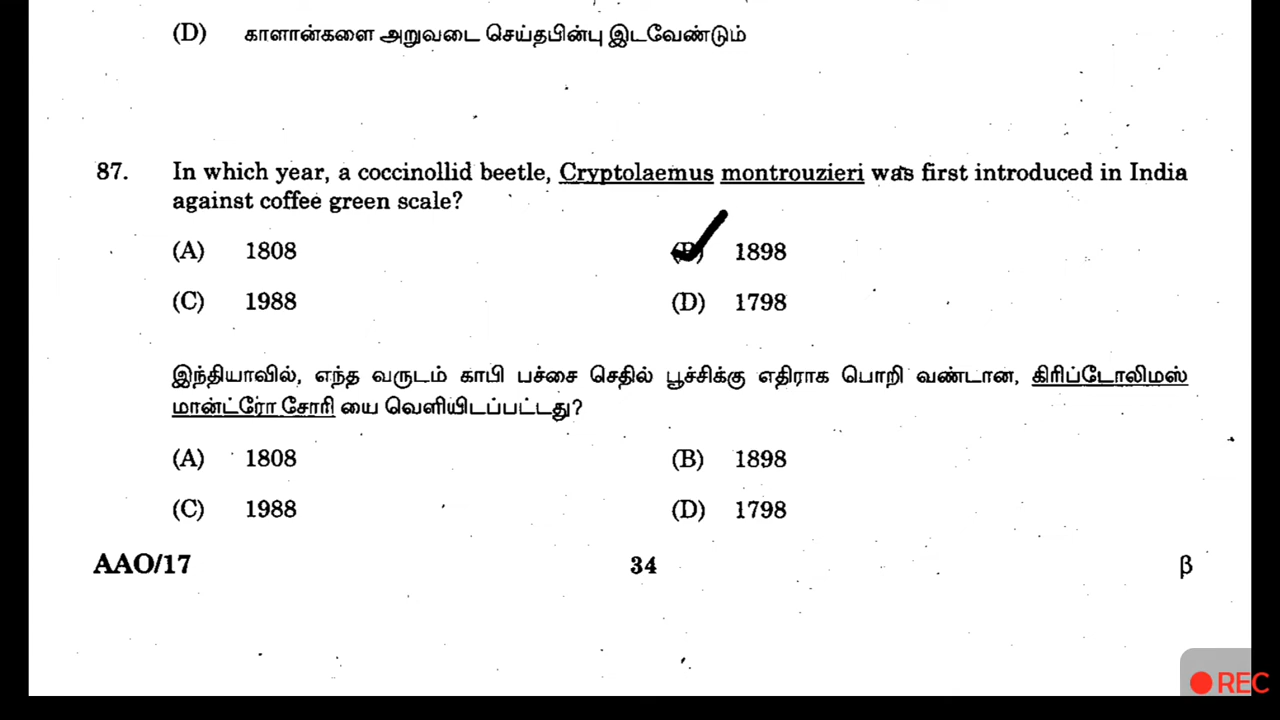 (D) காளான்களை அறுவடை செய்தபின்பு இடவேண்டும்
87. In which year, a coccinollid beetle, Cryptolaemus montrouzieri was first introduced in India
against coffee green scale?
(A) 1808 (B) 1898
(C) 1988 (D) 1798
இந்தியாவில், எந்த வருடம் காபி பச்சை செதில் பூச்சிக்கு எதிராக பொறி வண்டான, கிரிப்டோலிமஸ்
மான்ட்ரோ சோரி யை வெளியிடப்பட்டது?
(A) 1808 (B) 1898
(C) 1988 (D) 1798
AAO/17 34 β
REC